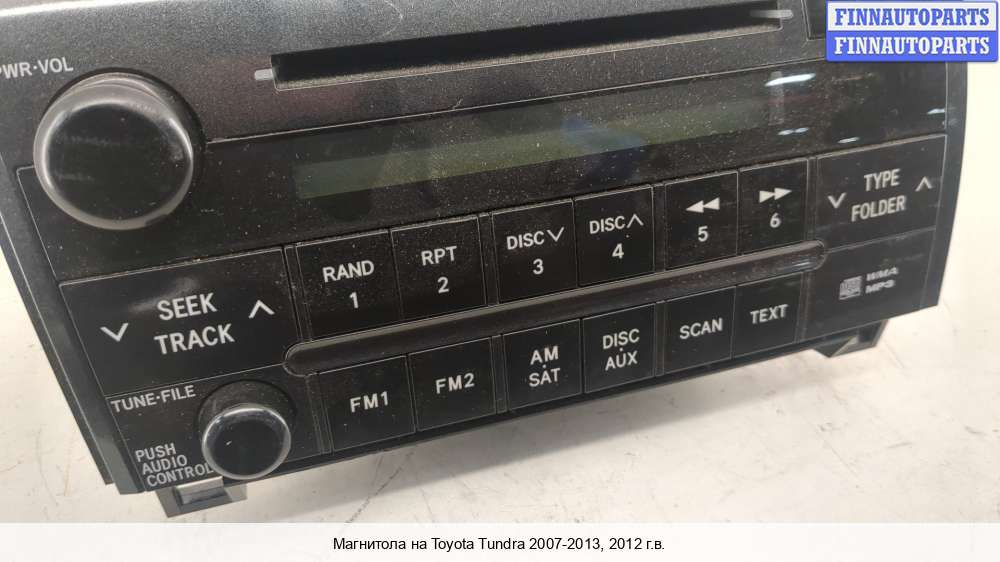 FINNAUTOPARTS
FINNAUTOPARTS
PWR·VOL
TYPE
FOLDER
RAND
1
RPT
2
DISC
3
DISC
4
5
6
SEEK
TRACK
WMA
MP3
FM1
FM2
AM
SAT
DISC
AUX
SCAN
TEXT
TUNE·FILE
PUSH
AUDIO
CONTROL
Магнитола на Toyota Tundra 2007-2013, 2012 г.в.